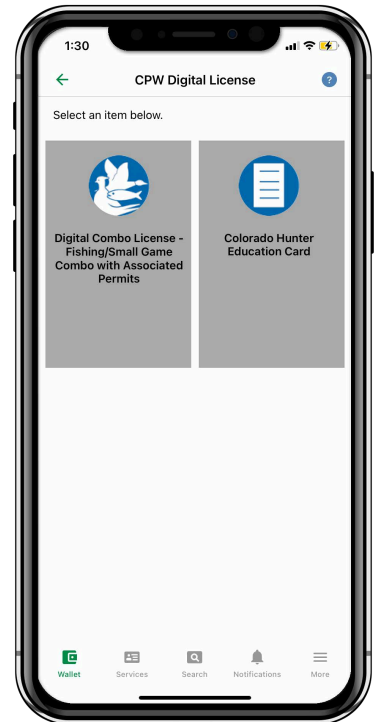 1:30
CPW Digital License
?
Select an item below.
Digital Combo License -
Fishing/Small Game
Combo with Associated
Permits
Colorado Hunter
Education Card
Wallet
Services
Search
Notifications
More